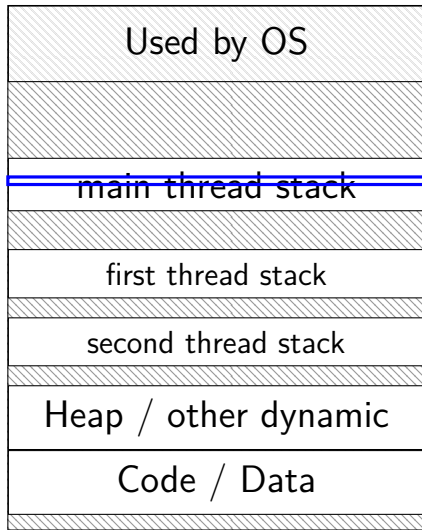 Used by OS
main thread stack
first thread stack
second thread stack
Heap / other dynamic
Code / Data